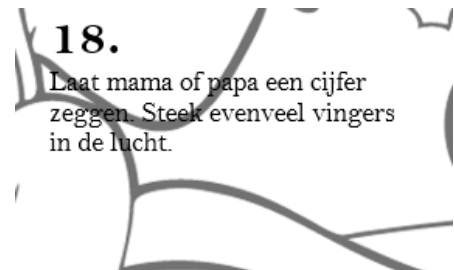 18.
Laat mama of papa een cijfer
zeggen. Steek evenveel vingers
in de lucht.